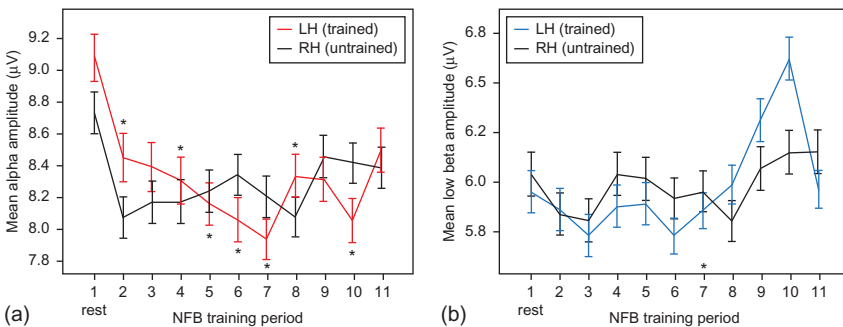 LH (trained)
RH (untrained)
9.2
9.0
8.8
8.6
8.4
8.2
8.0
7.8
Mean alpha amplitude (μV)
*
*
*
*
*
*
*
1 2 3 4 5 6 7 8 9 10 11
rest
NFB training period
(a)
LH (trained)
RH (untrained)
6.8
6.5
6.2
6.0
5.8
Mean low beta amplitude (μV)
*
1 2 3 4 5 6 7 8 9 10 11
rest
NFB training period
(b)